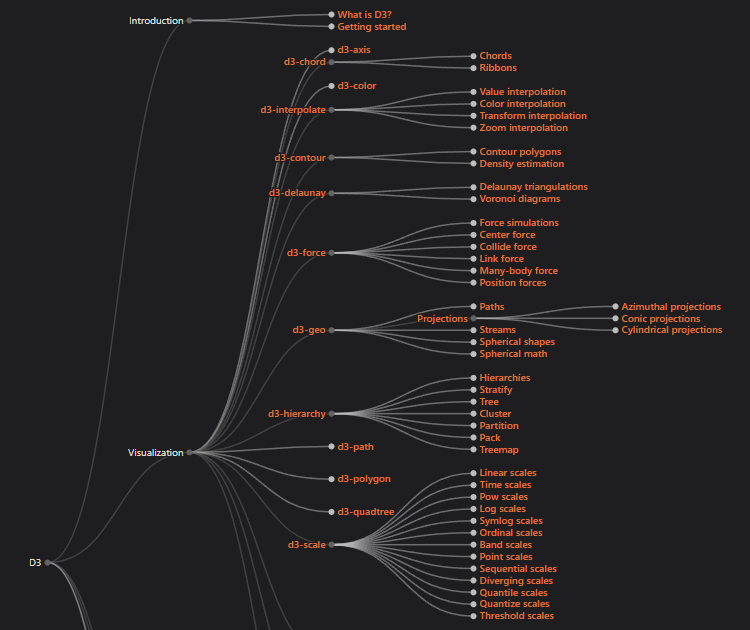 What is D3?
Introduction
Getting started
d3-axis
Chords
d3-chord
Ribbons
d3-color
Value interpolation
Color interpolation
d3-interpolate
Transform interpolation
Zoom interpolation
Contour polygons
d3-contour
Density estimation
Delaunay triangulations
d3-delaunay
Voronoi diagrams
Force simulations
Center force
Collide force
d3-force
Link force
Many-body force
Position forces
Paths
Azimuthal projections
Projections
Conic projections
d3-geo
Streams
Cylindrical projections
Spherical shapes
Spherical math
Hierarchies
Stratify
Tree
d3-hierarchy
Cluster
Partition
Pack
d3-path
Treemap
Visualization
Linear scales
d3-polygon
Time scales
Pow scales
Log scales
d3-quadtree
Symlog scales
Ordinal scales
d3-scale
Band scales
Point scales
D3
Sequential scales
Diverging scales
Quantile scales
Quantize scales
Threshold scales